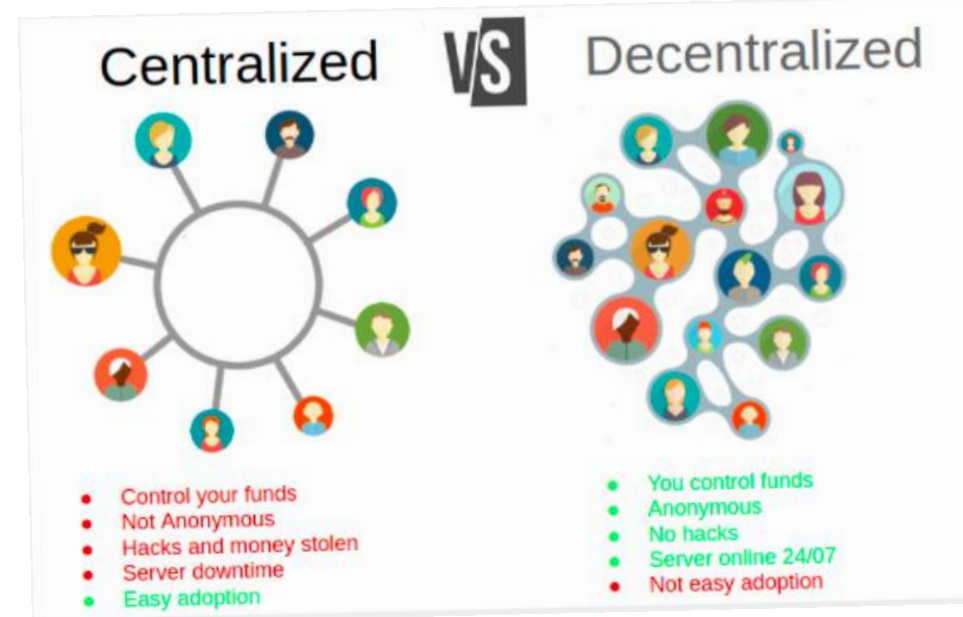 Centralized
VS
Decentralized
Control your funds
Not Anonymous
Hacks and money stolen
Server downtime
Easy adoption
You control funds
Anonymous
No hacks
Server online 24/07
Not easy adoption